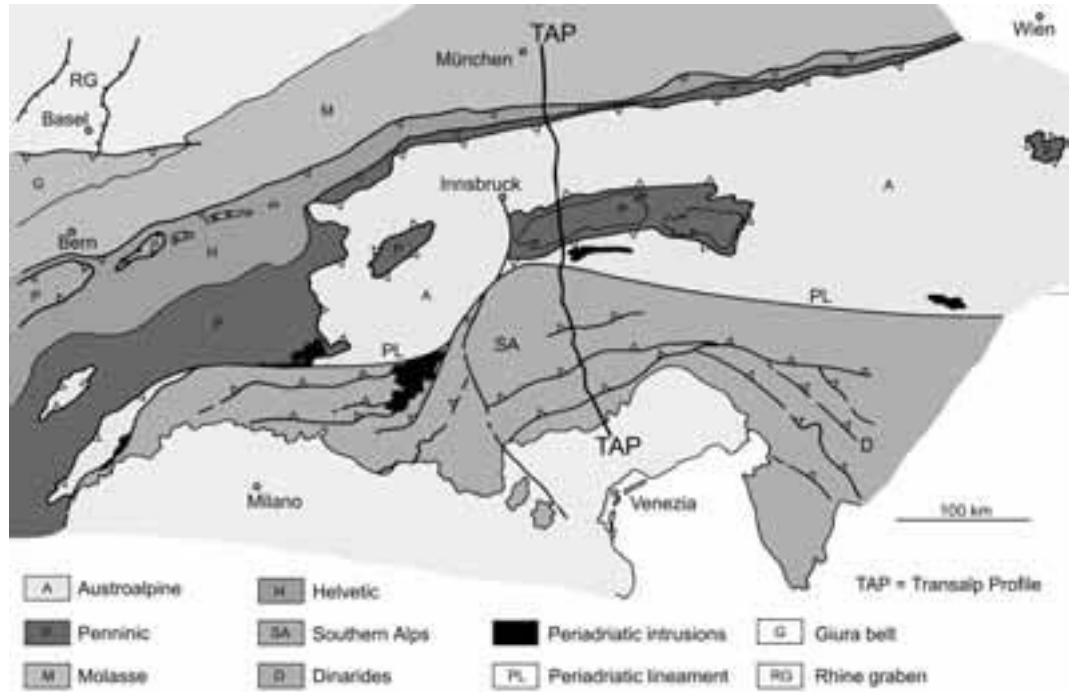 TAP
Wien
München
RG
Basel
M
G
Innsbruck
A
Bern
H
P
P
A
P
PL
PL
SA
TAP
D
Milano
Venezia
100 km
A Austroalpine
H Helvetic
TAP = Transalp Profile
P Penninic
SA Southern Alps
Periadriatic intrusions
G Giura belt
M Molasse
D Dinarides
PL Periadriatic lineament
RG Rhine graben